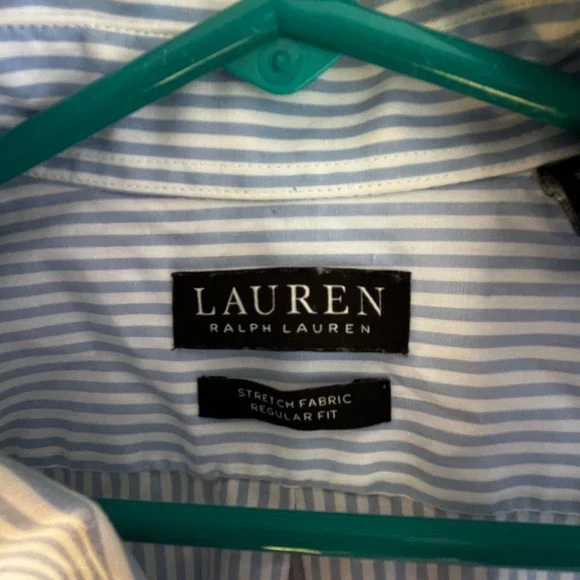 LAUREN
RALPH LAUREN
STRETCH FABRIC
REGULAR FIT